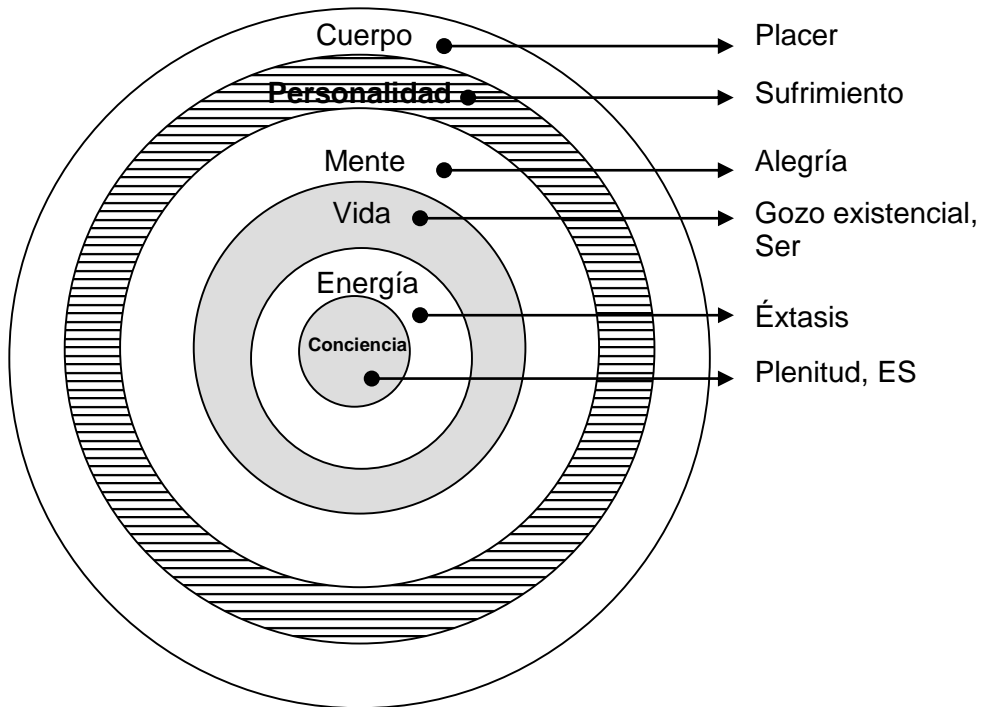 Cuerpo
Placer
Personalidad
Sufrimiento
Mente
Alegría
Vida
Gozo existencial,
Ser
Energía
Éxtasis
Conciencia
Plenitud, ES